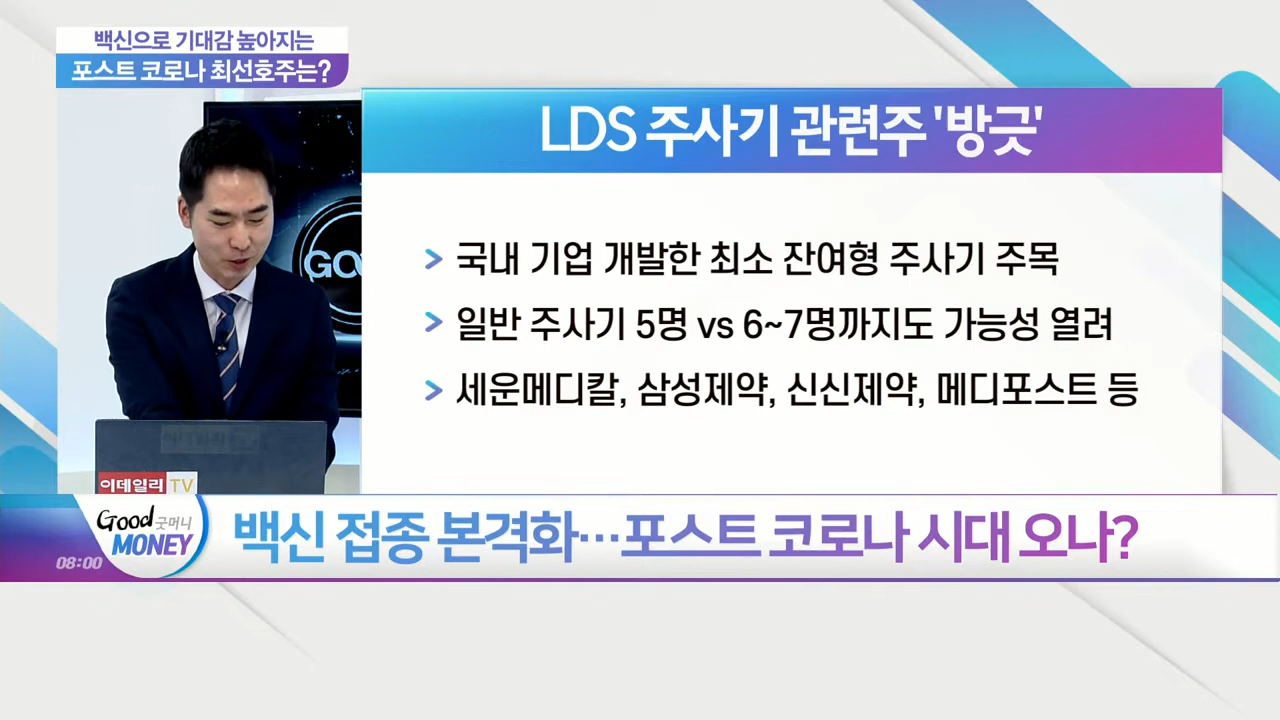 백신으로 기대감 높아지는
포스트 코로나 최선호주는?
LDS 주사기 관련주 '방긋'
GO
> 국내 기업 개발한 최소 잔여형 주사기 주목
> 일반 주사기 5명 vs 6~7명까지도 가능성 열려
> 세운메디칼, 삼성제약, 신신제약, 메디포스트 등
이데일리 TV
Good 굿머니
MONEY
08:00
백신 접종 본격화…포스트 코로나 시대 오나?